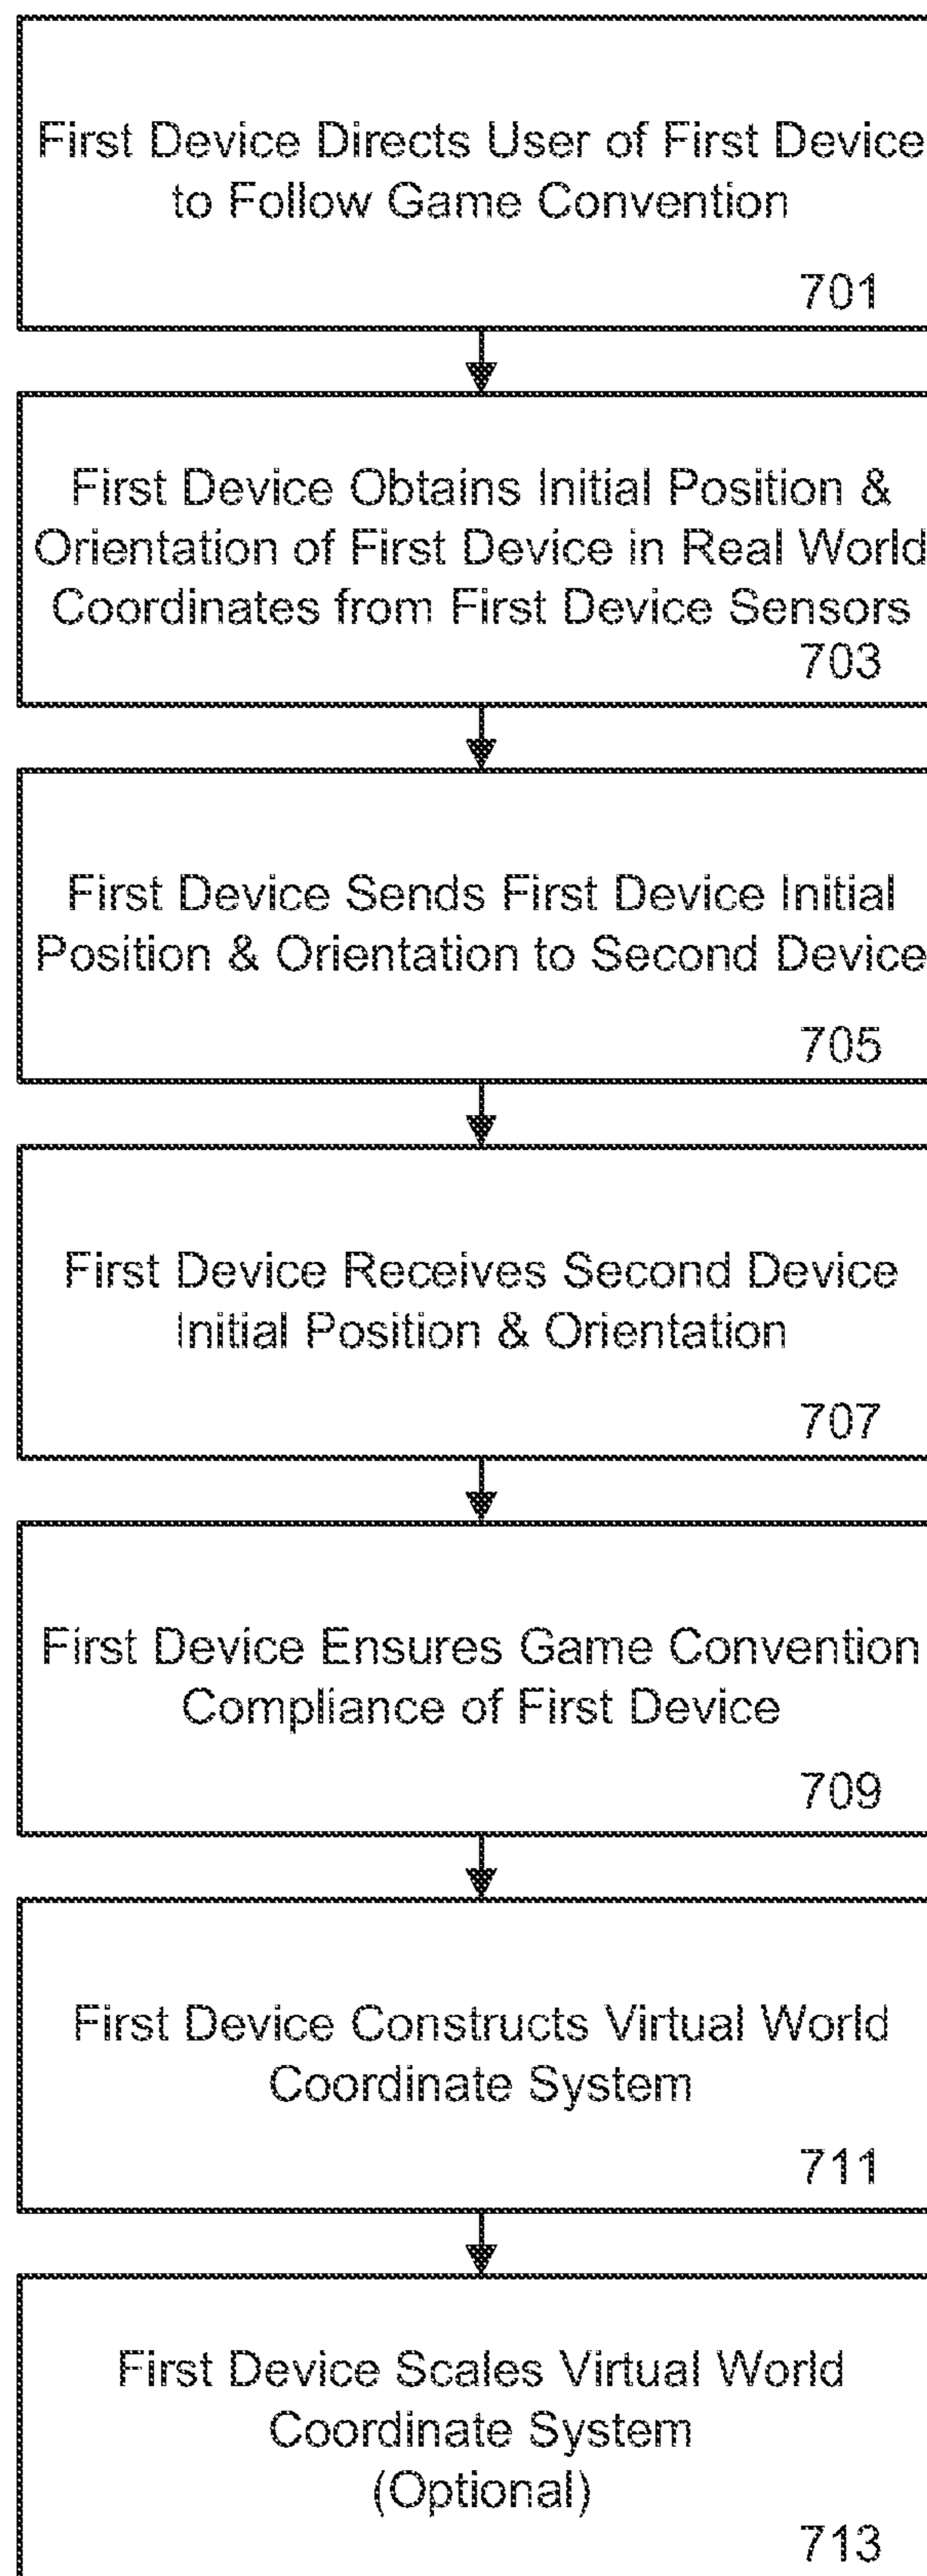 First Device Directs User of First Device
to Follow Game Convention
701
First Device Obtains Initial Position &
Orientation of First Device in Real World
Coordinates from First Device Sensors
703
First Device Sends First Device Initial
Position & Orientation to Second Device
705
First Device Receives Second Device
Initial Position & Orientation
707
First Device Ensures Game Convention
Compliance of First Device
709
First Device Constructs Virtual World
Coordinate System
711
First Device Scales Virtual World
Coordinate System
(Optional)
713